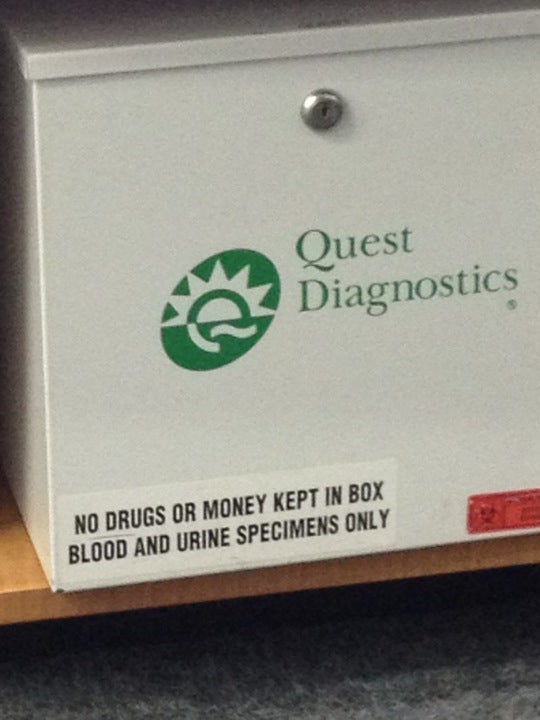 Quest
Diagnostics
®
NO DRUGS OR MONEY KEPT IN BOX
BLOOD AND URINE SPECIMENS ONLY